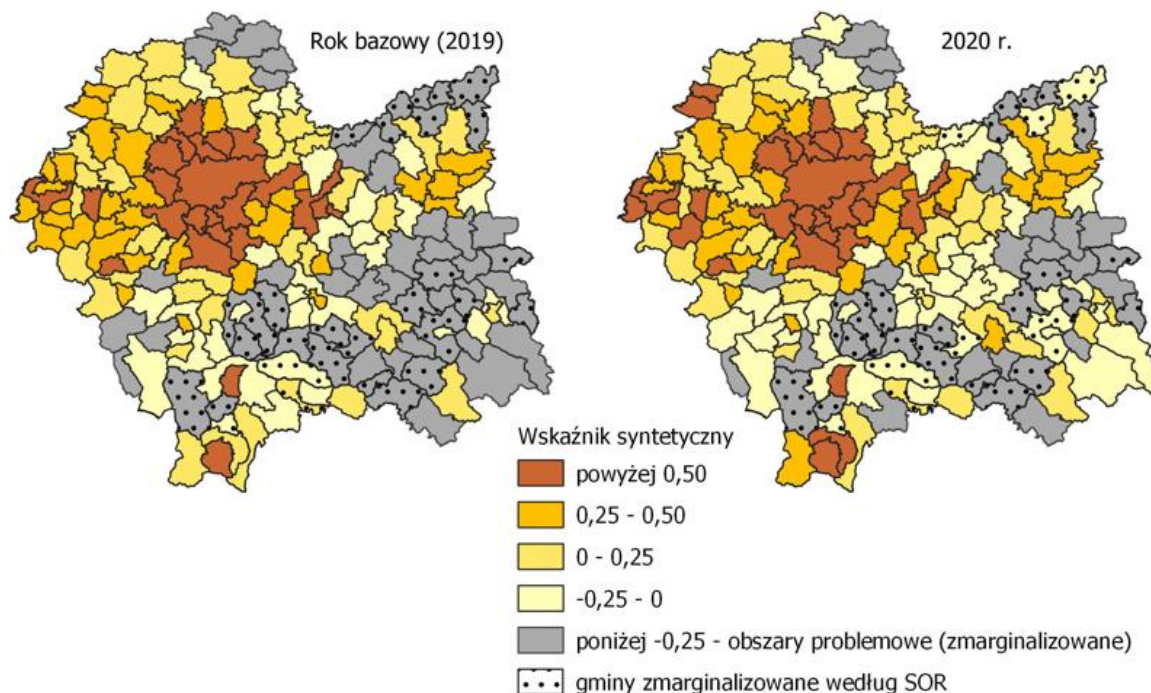 Rok bazowy (2019)
2020 r.
Wskaźnik syntetyczny
powyżej 0,50
0,25 - 0,50
0 - 0,25
-0,25 - 0
poniżej -0,25 - obszary problemowe (zmarginalizowane)
gminy zmarginalizowane według SOR